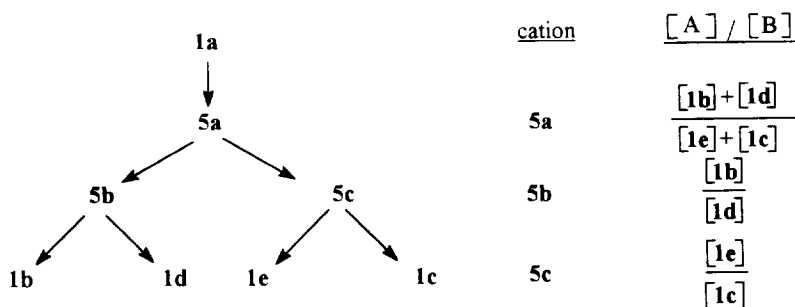 cation [A] / [B]
1a
5a
5a [1b]+[1d]
[1e]+[1c]
5b 5c
5b [1b]
[1d]
1b 1d 1e 1c
5c [1e]
[1c]